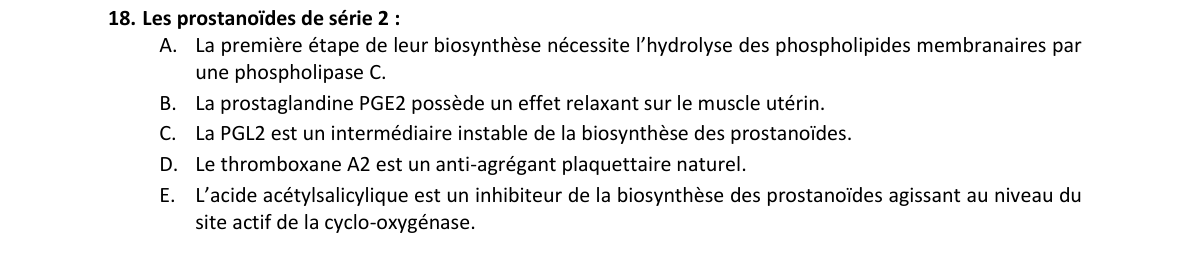 18. Les prostanoïdes de série 2 :
A. La première étape de leur biosynthèse nécessite l’hydrolyse des phospholipides membranaires par
une phospholipase C.
B. La prostaglandine PGE2 possède un effet relaxant sur le muscle utérin.
C. La PGL2 est un intermédiaire instable de la biosynthèse des prostanoïdes.
D. Le thromboxane A2 est un anti-agrégant plaquettaire naturel.
E. L’acide acétylsalicylique est un inhibiteur de la biosynthèse des prostanoïdes agissant au niveau du
site actif de la cyclo-oxygénase.